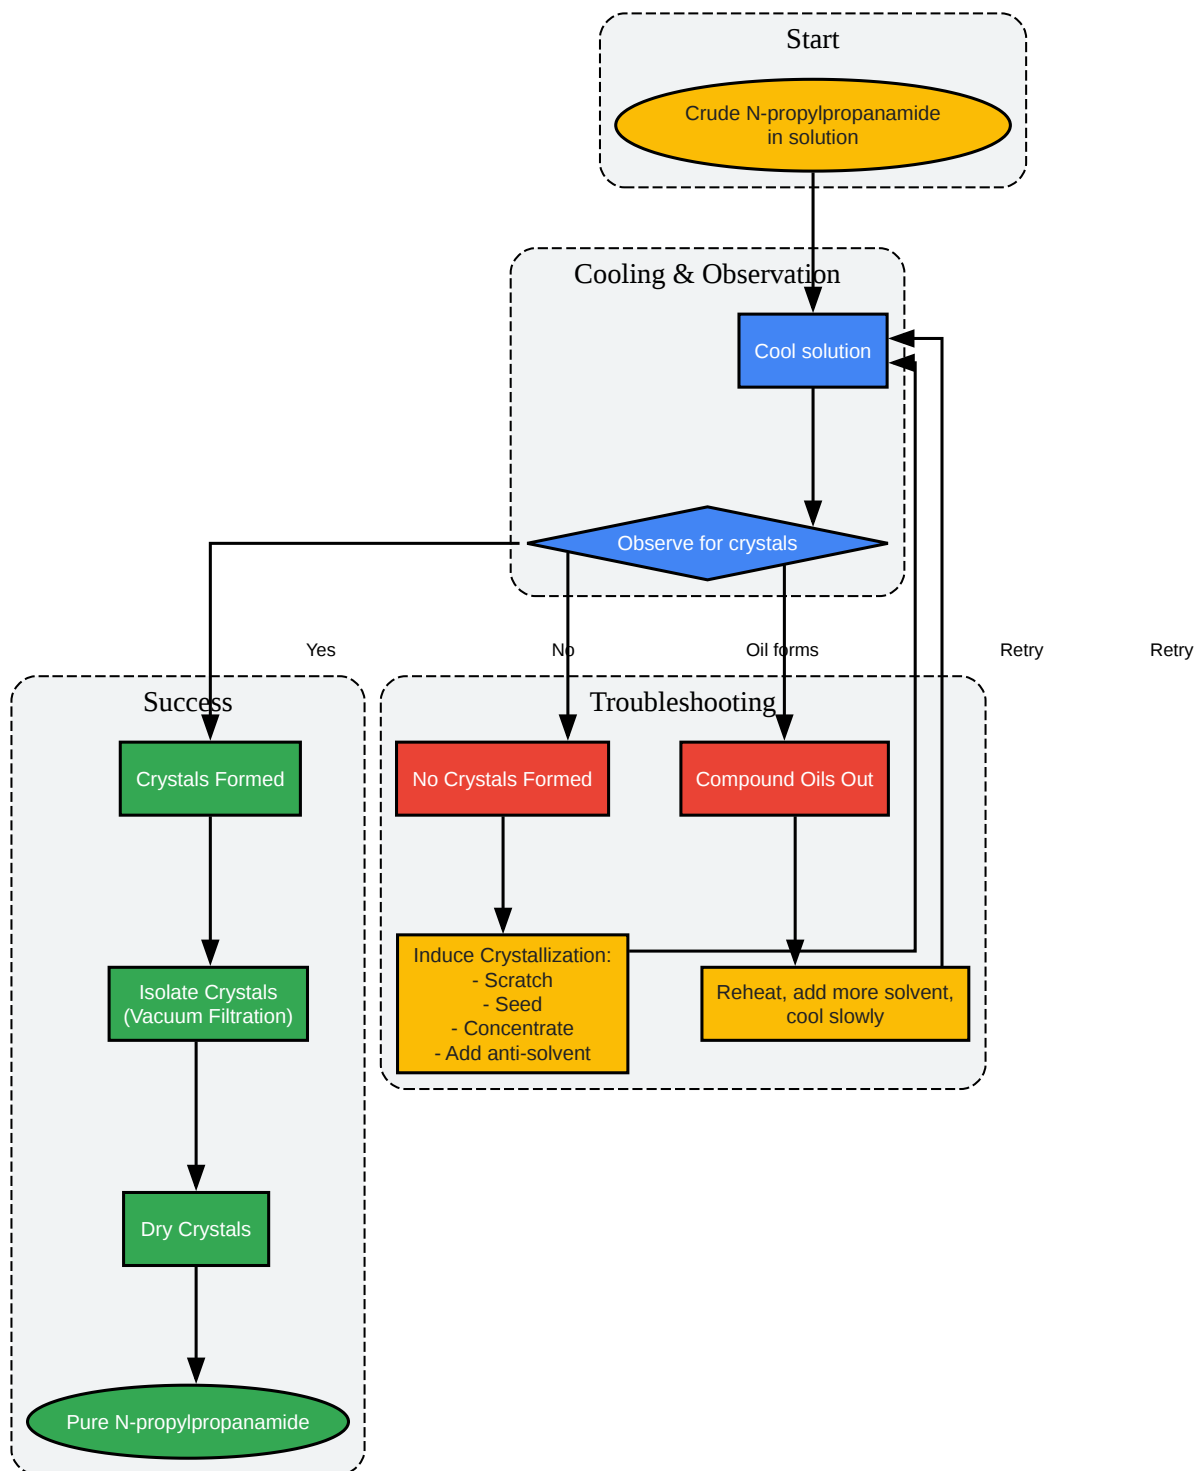 Start
Crude N-propylpropanamide
in solution
Cooling & Observation
Cool solution
Observe for crystals
Yes
No
Oil forms
Retry
Retry
Success
Troubleshooting
Crystals Formed
No Crystals Formed
Compound Oils Out
Isolate Crystals
(Vacuum Filtration)
Induce Crystallization:
- Scratch
- Seed
- Concentrate
- Add anti-solvent
Reheat, add more solvent,
cool slowly
Dry Crystals
Pure N-propylpropanamide